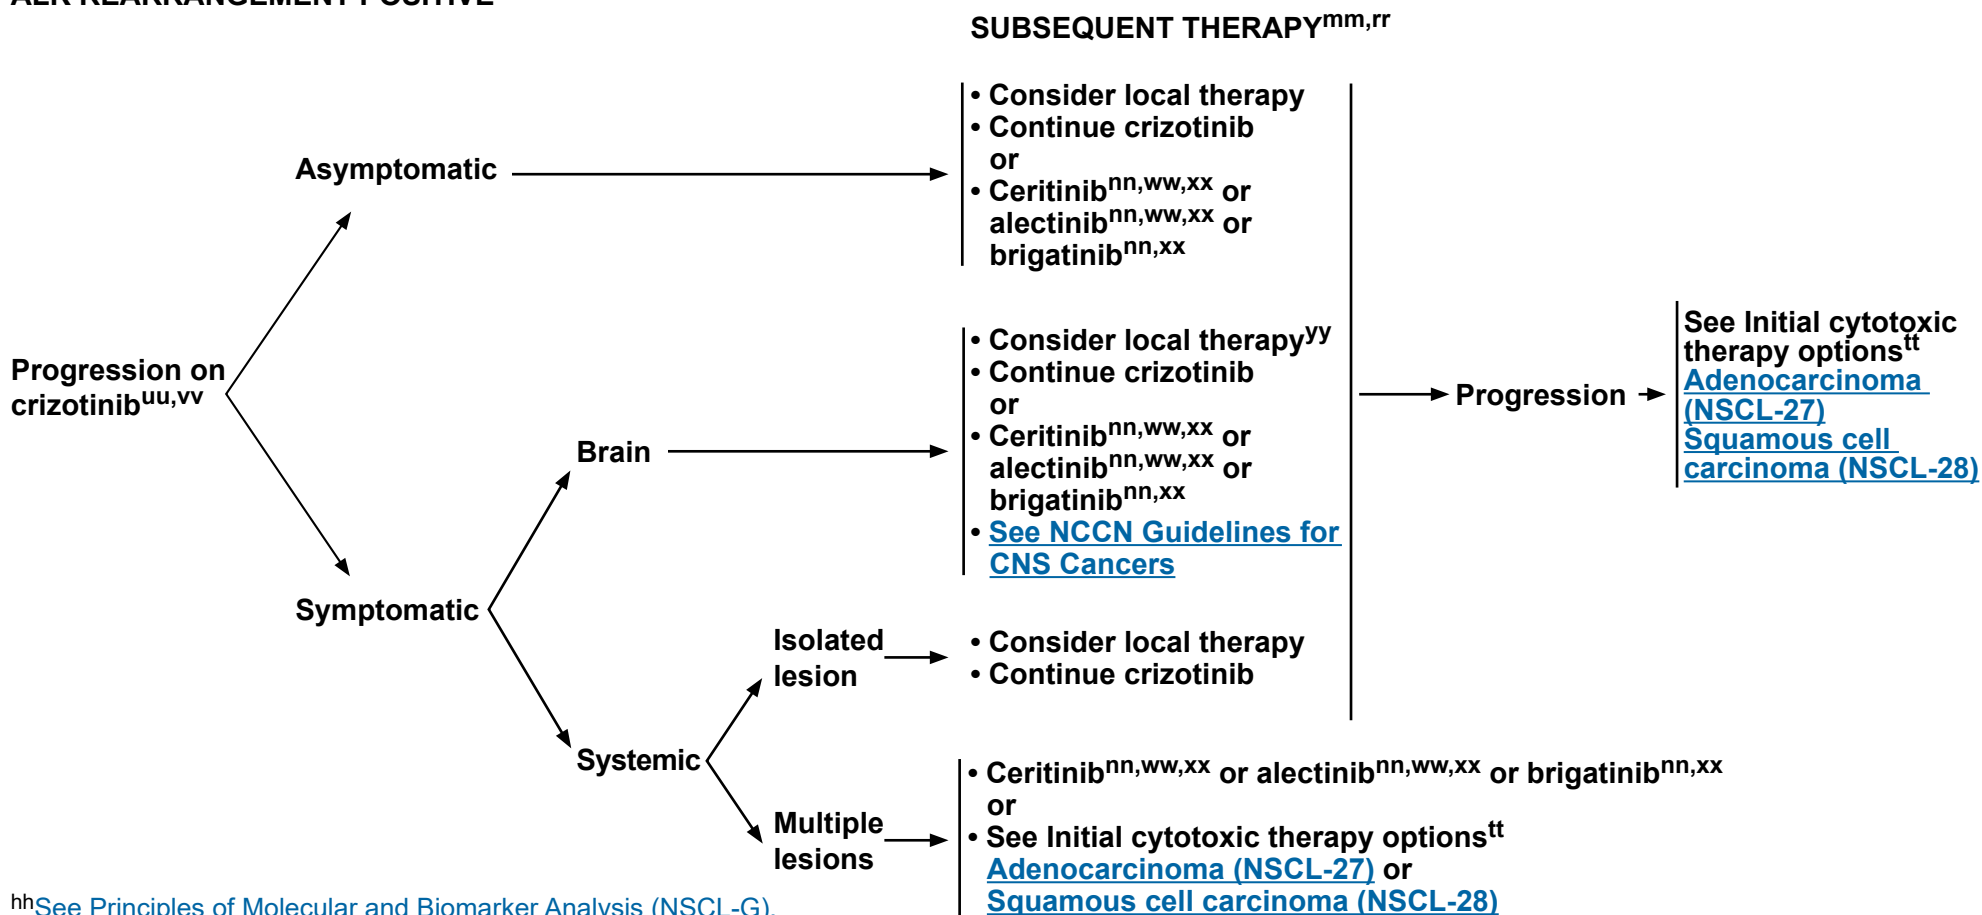 ALK REARRANGEMENT POSITIVE
SUBSEQUENT THERAPYmm,rr
Asymptomatic
• Consider local therapy
• Continue crizotinib
or
• Ceritinibnn,ww,xx or
alectinibnn,ww,xx or
brigatinibnn,xx
Progression on
crizotinibuu,vv
Brain
• Consider local therapyyy
• Continue crizotinib
or
• Ceritinibnn,ww,xx or
alectinibnn,ww,xx or
brigatinibnn,xx
• See NCCN Guidelines for
CNS Cancers
Progression
See Initial cytotoxic
therapy optionstt
Adenocarcinoma
(NSCL-27)
Squamous cell
carcinoma (NSCL-28)
Symptomatic
Isolated
lesion
• Consider local therapy
• Continue crizotinib
Systemic
Multiple
lesions
• Ceritinibnn,ww,xx or alectinibnn,ww,xx or brigatinibnn,xx
or
• See Initial cytotoxic therapy optionstt
Adenocarcinoma (NSCL-27) or
Squamous cell carcinoma (NSCL-28)
hhSee Principles of Molecular and Biomarker Analysis (NSCL-G).